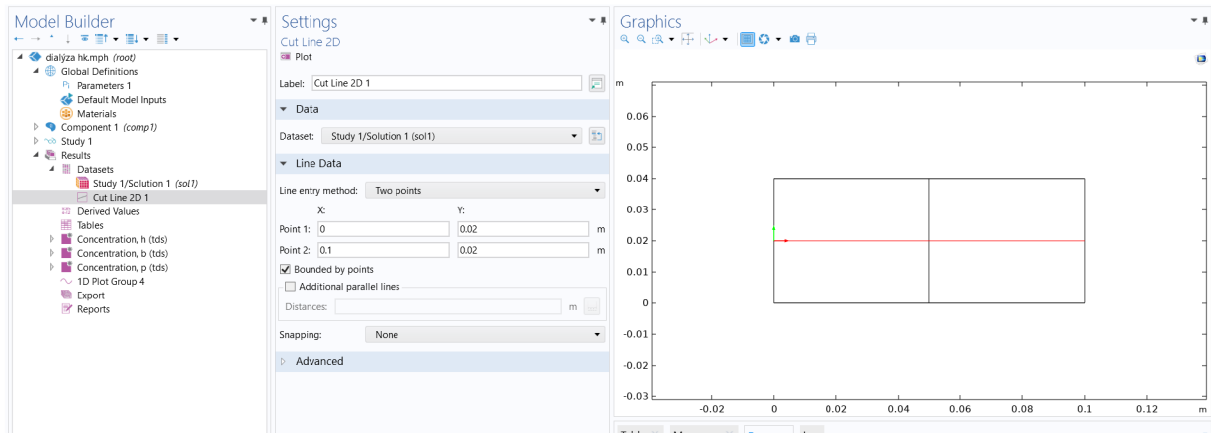 Model Builder
dialýza hk.mph (root)
Global Definitions
Pi Parameters 1
Default Model Inputs
Materials
Component 1 (comp1)
Study 1
Results
Datasets
Study 1/Solution 1 (sol1)
Cut Line 2D 1
Derived Values
Tables
Concentration, h (tds)
Concentration, b (tds)
Concentration, p (tds)
1D Plot Group 4
Export
Reports
Settings
Cut Line 2D
Plot
Label: Cut Line 2D 1
Data
Dataset: Study 1/Solution 1 (sol1)
Line Data
Line entry method: Two points
X: Y:
Point 1: 0 0.02 m
Point 2: 0.1 0.02 m
Bounded by points
Additional parallel lines
Distances: m
Snapping: None
Advanced
Graphics
m
0.06
0.05
0.04
0.03
0.02
0.01
0
-0.01
-0.02
-0.03
-0.02 0 0.02 0.04 0.06 0.08 0.1 0.12 m